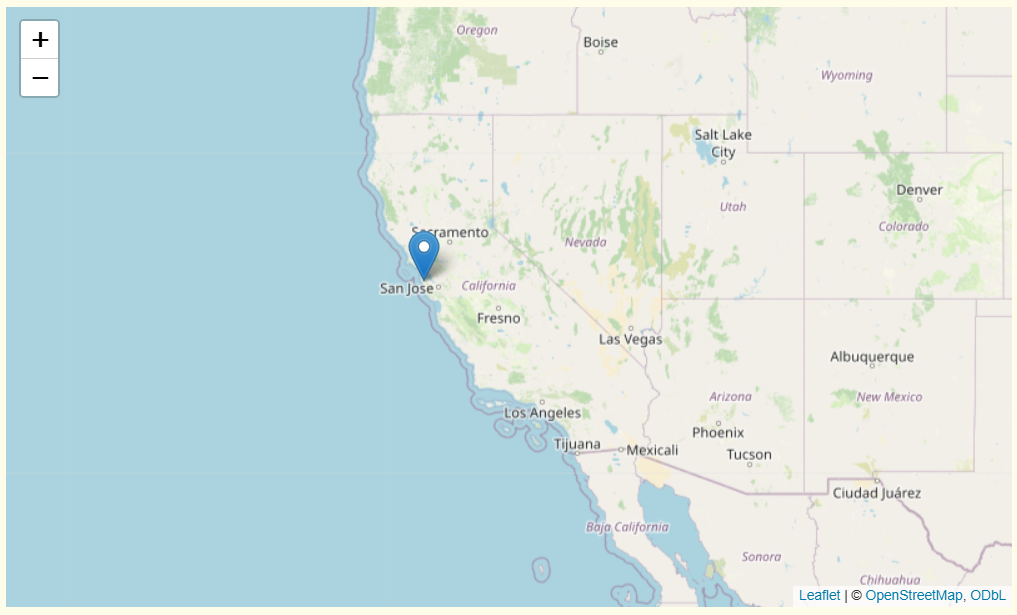 +
−
Oregon
Boise
Wyoming
Salt Lake
City
Denver
Utah
Colorado
Sacramento
Nevada
San Jose
California
Fresno
Las Vegas
Albuquerque
Arizona
New Mexico
Los Angeles
Phoenix
Tijuana
Mexicali
Tucson
Ciudad Juárez
Baja California
Sonora
Chihuahua
Leaflet | © OpenStreetMap, ODbL